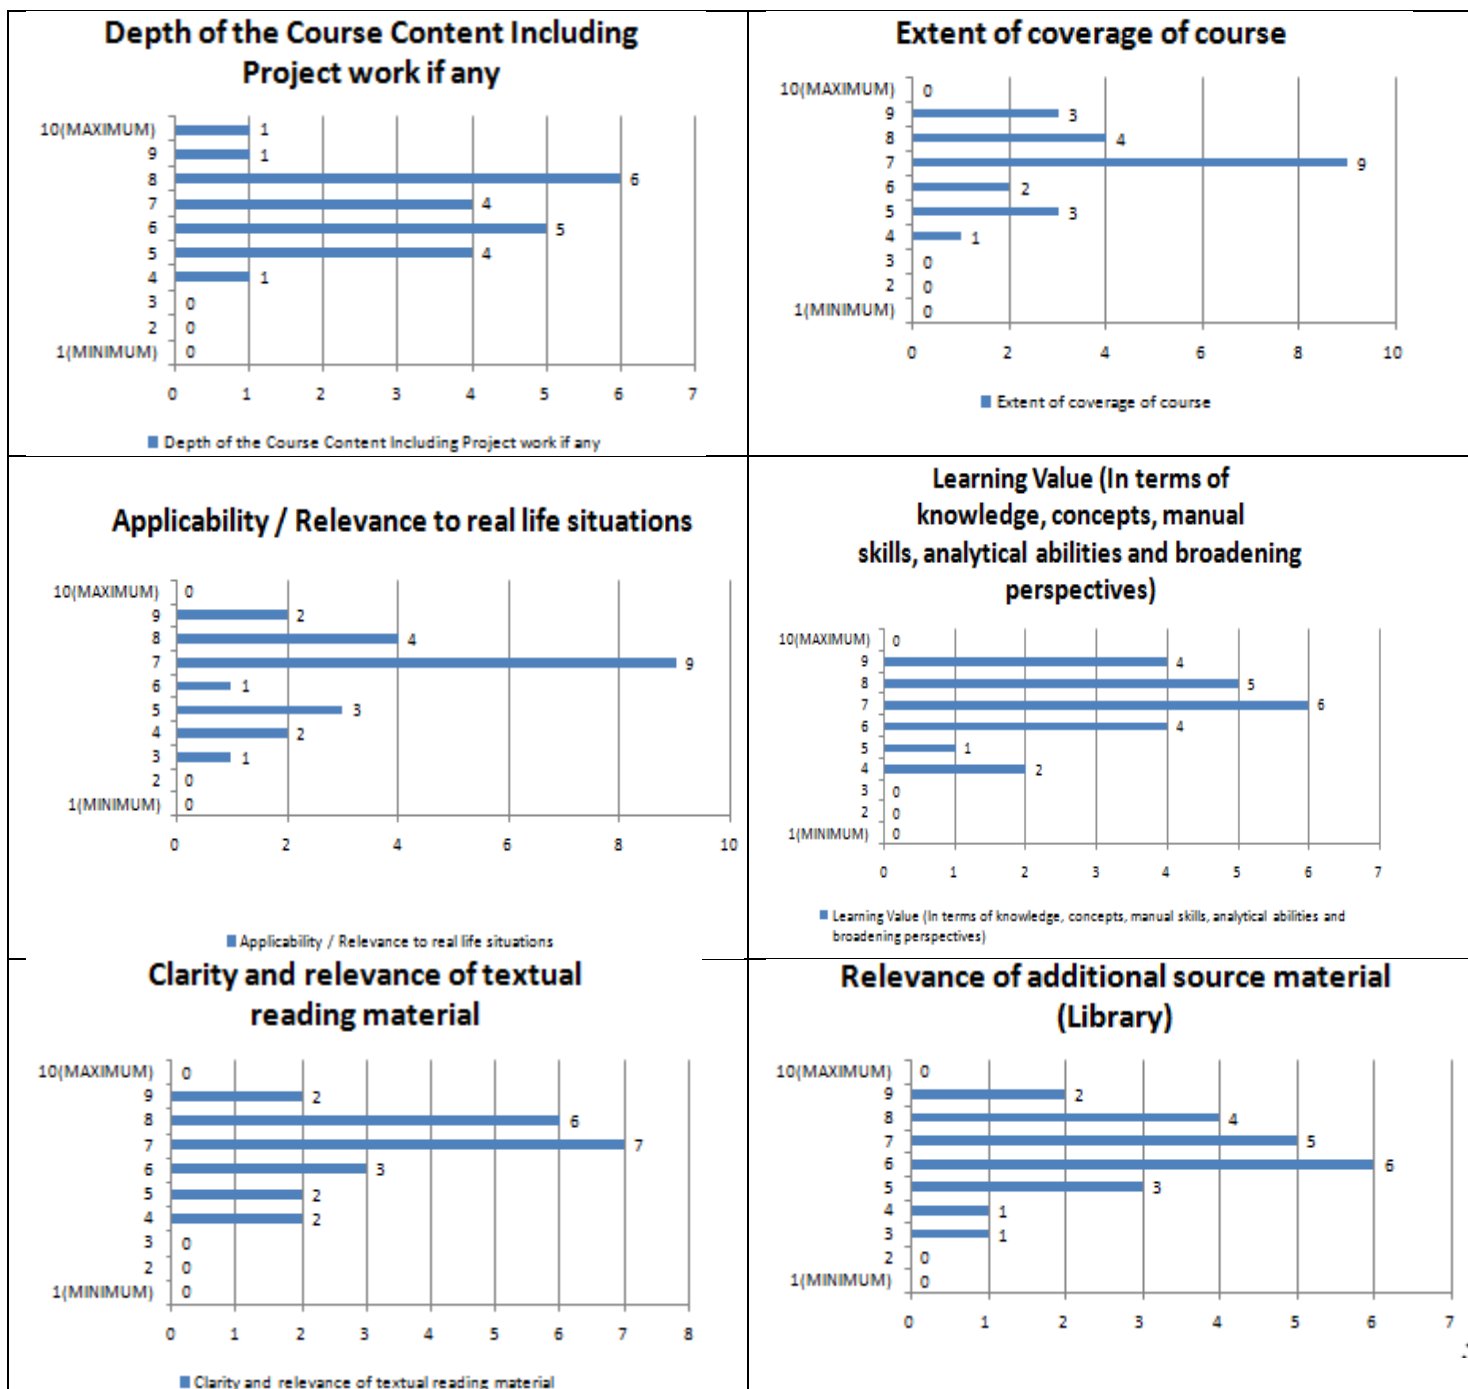 Depth of the Course Content Including
Project work if any
10(MAXIMUM) 1
9 1
8 6
7 4
6 5
5 4
4 1
3 0
2 0
1(MINIMUM) 0
0 1 2 3 4 5 6 7
Depth of the Course Content Including Project work if any
Extent of coverage of course
10(MAXIMUM) 0
9 3
8 4
7 9
6 2
5 3
4 1
3 0
2 0
1(MINIMUM) 0
0 2 4 6 8 10
Extent of coverage of course
Applicability / Relevance to real life situations
10(MAXIMUM) 0
9 2
8 4
7 9
6 1
5 3
4 2
3 1
2 0
1(MINIMUM) 0
0 2 4 6 8 10
Applicability / Relevance to real life situations
Learning Value (In terms of
knowledge, concepts, manual
skills, analytical abilities and broadening
perspectives)
10(MAXIMUM) 0
9 4
8 5
7 6
6 4
5 1
4 2
3 0
2 0
1(MINIMUM) 0
0 1 2 3 4 5 6 7
Learning Value (In terms of knowledge, concepts, manual skills, analytical abilities and
broadening perspectives)
Clarity and relevance of textual
reading material
10(MAXIMUM) 0
9 2
8 6
7 7
6 3
5 2
4 2
3 0
2 0
1(MINIMUM) 0
0 1 2 3 4 5 6 7 8
Clarity and relevance of textual reading material
Relevance of additional source material
(Library)
10(MAXIMUM) 0
9 2
8 4
7 5
6 6
5 3
4 1
3 1
2 0
1(MINIMUM) 0
0 1 2 3 4 5 6 7